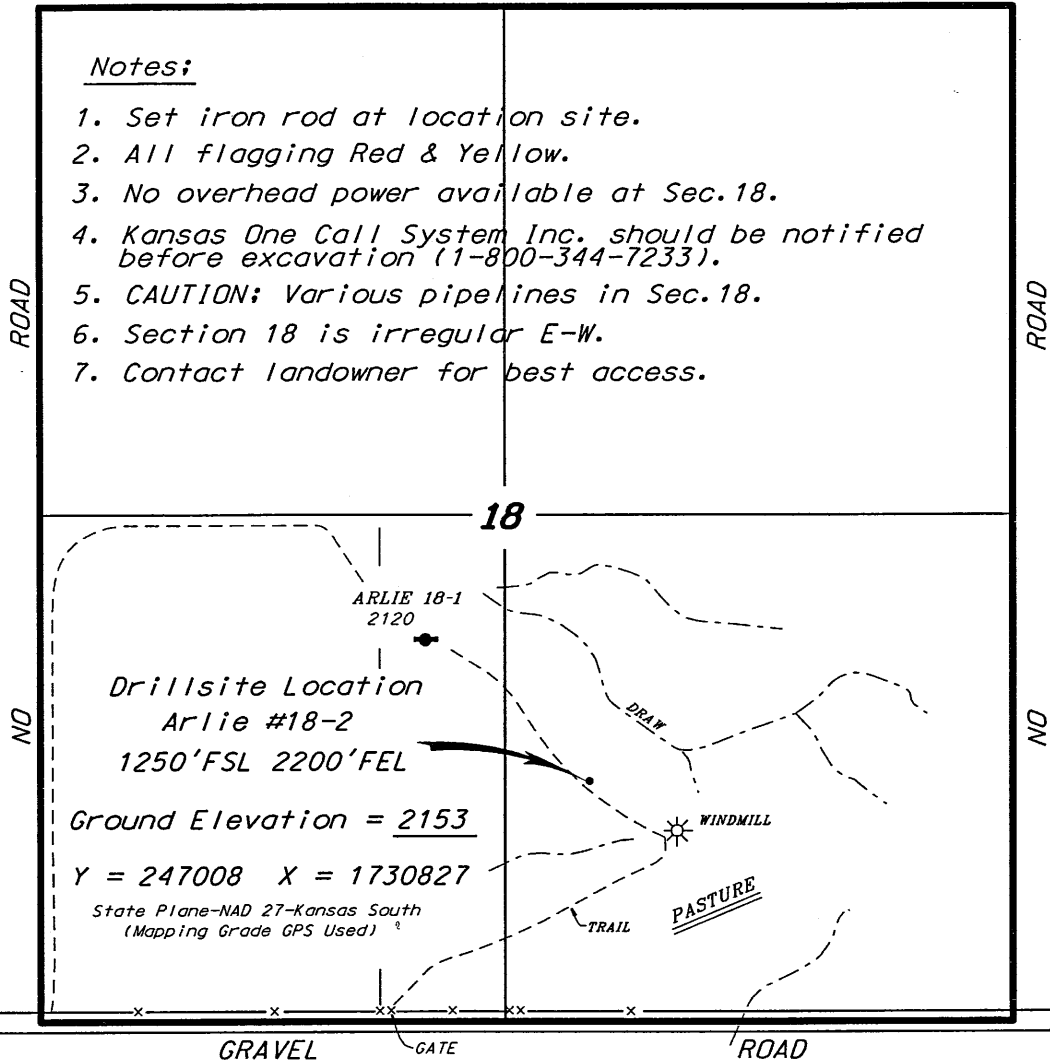 Notes:
1. Set iron rod at location site.
2. All flagging Red & Yellow.
3. No overhead power available at Sec.18.
4. Kansas One Call System Inc. should be notified
before excavation (1-800-344-7233).
5. CAUTION: Various pipelines in Sec.18.
6. Section 18 is irregular E-W.
7. Contact landowner for best access.
ROAD
ROAD
18
ARLIE 18-1
2120
Drillsite Location
Arlie #18-2
1250'FSL 2200'FEL
Ground Elevation = 2153
Y = 247008 X = 1730827
State Plane-NAD 27-Kansas South
(Mapping Grade GPS Used)
DRAW
WINDMILL
PASTURE
TRAIL
NO
NO
GRAVEL
GATE
ROAD